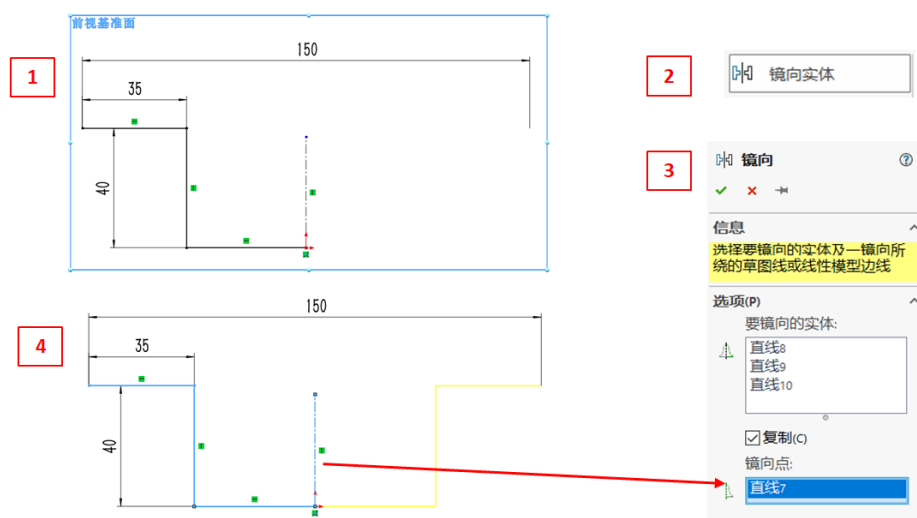 前视基准面
1
150
35
40
2
镜向实体
3
镜向
信息
选择要镜向的实体及一镜向所
绕的草图线或线性模型边线
选项(P)
要镜向的实体:
直线8
直线9
直线10
复制(C)
镜向点:
直线7
4
150
35
40